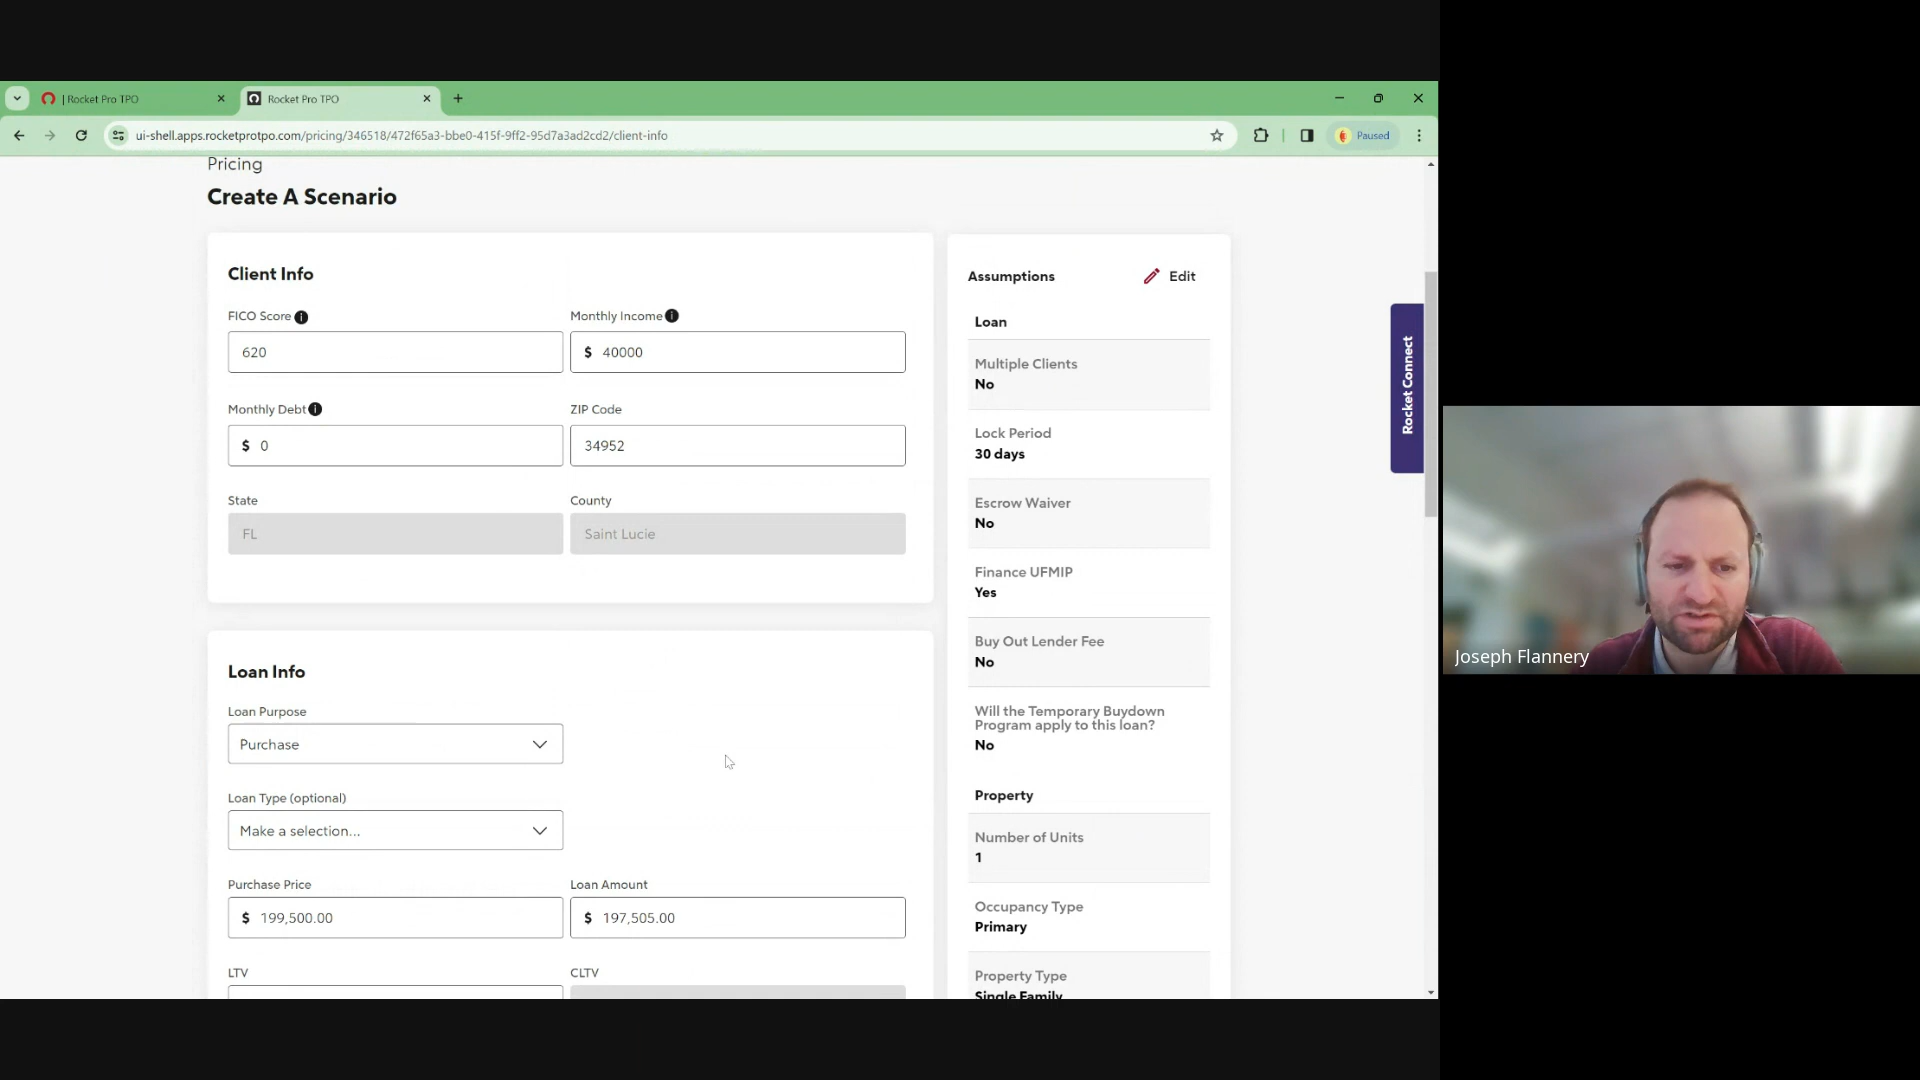 | Rocket Pro TPO
Rocket Pro TPO
ui-shell.apps.rocketprotpo.com/pricing/346518/472f65a3-bbe0-415f-9ff2-95d7a3ad2cd2/client-info
Paused
Pricing
Create A Scenario
Client Info
FICO Score
Monthly Income
620
$ 40000
Monthly Debt
ZIP Code
$ 0
34952
State
County
FL
Saint Lucie
Loan Info
Loan Purpose
Purchase
Loan Type (optional)
Make a selection...
Purchase Price
Loan Amount
$ 199,500.00
$ 197,505.00
LTV
CLTV
Assumptions
Edit
Loan
Multiple Clients
No
Lock Period
30 days
Escrow Waiver
No
Finance UFMIP
Yes
Buy Out Lender Fee
No
Will the Temporary Buydown
Program apply to this loan?
No
Property
Number of Units
1
Occupancy Type
Primary
Property Type
Single Family
Rocket Connect
Joseph Flannery